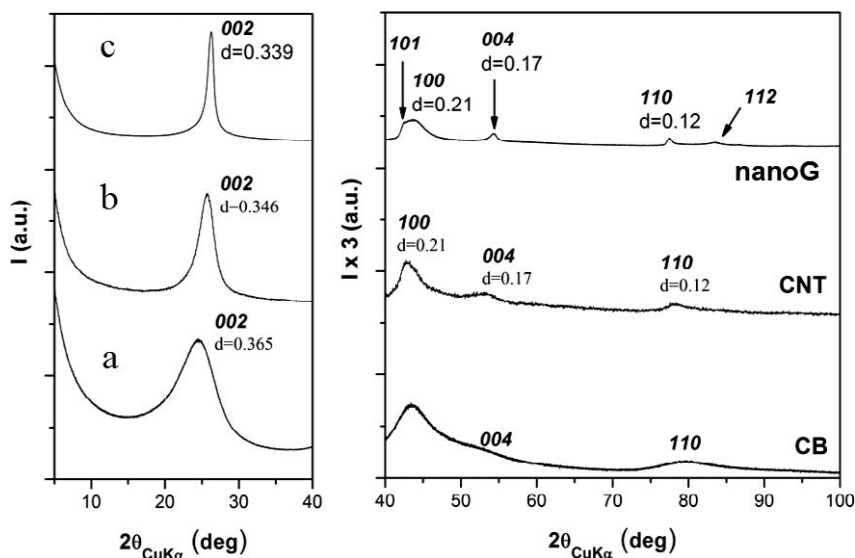 c
002
d=0.339
b
002
d=0.346
a
002
d=0.365
I (a.u.)
10 20 30 40
2θCuKα (deg)
101
100
d=0.21
004
d=0.17
110
d=0.12
112
nanoG
100
d=0.21
004
d=0.17
110
d=0.12
CNT
004
110
CB
I x 3 (a.u.)
40 50 60 70 80 90 100
2θCuKα (deg)